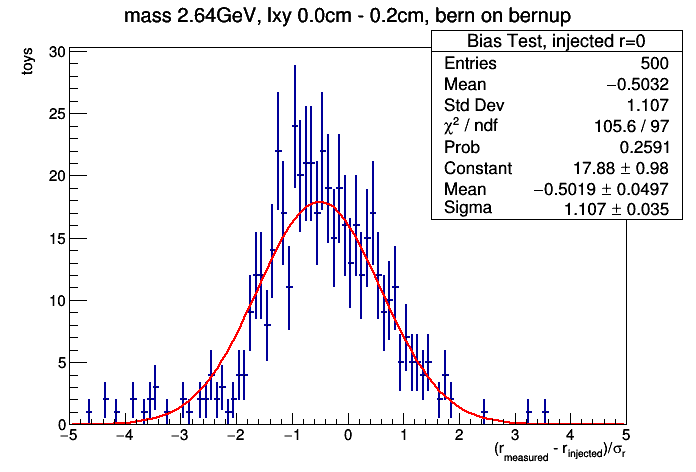 mass 2.64GeV, lxy 0.0cm - 0.2cm, bern on bernup
Bias Test, injected r=0
Entries 500
Mean −0.5032
Std Dev 1.107
χ² / ndf 105.6 / 97
Prob 0.2591
Constant 17.88 ± 0.98
Mean −0.5019 ± 0.0497
Sigma 1.107 ± 0.035
toys
30
25
20
15
10
5
0
−5 −4 −3 −2 −1 0 1 2 3 4 5
(r_measured - r_injected)/σ_r